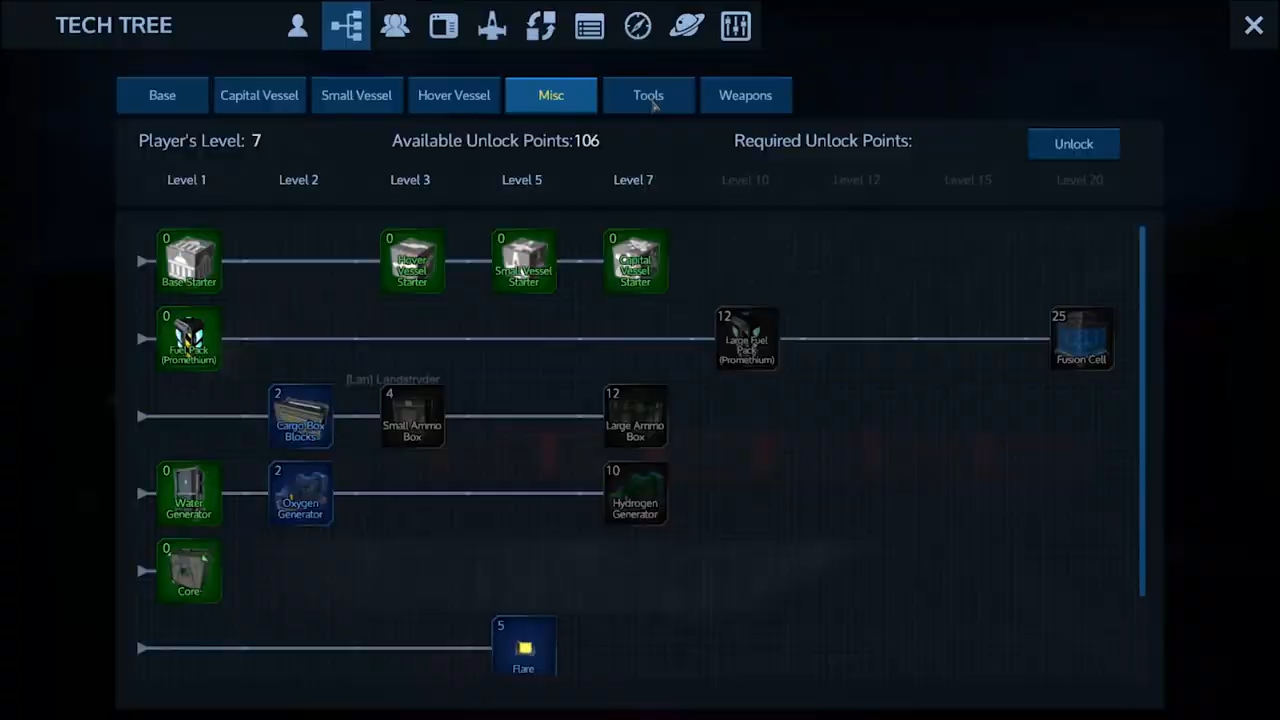 TECH TREE
Base
Capital Vessel
Small Vessel
Hover Vessel
Misc
Tools
Weapons
Player's Level: 7
Available Unlock Points:106
Required Unlock Points:
Unlock
Level 1
Level 2
Level 3
Level 5
Level 7
Level 10
Level 12
Level 15
Level 20
0
Base Starter
0
Hover
Vessel
Starter
0
Small Vessel
Starter
0
Capital
Vessel
Starter
0
Fuel Pack
(Promethium)
12
Large Fuel
Pack
(Promethium)
25
Fusion Cell
[Lan] Landstryder
2
Cargo Box
Blocks
4
Small Ammo
Box
12
Large Ammo
Box
0
Water
Generator
2
Oxygen
Generator
10
Hydrogen
Generator
0
Core
5
Flare